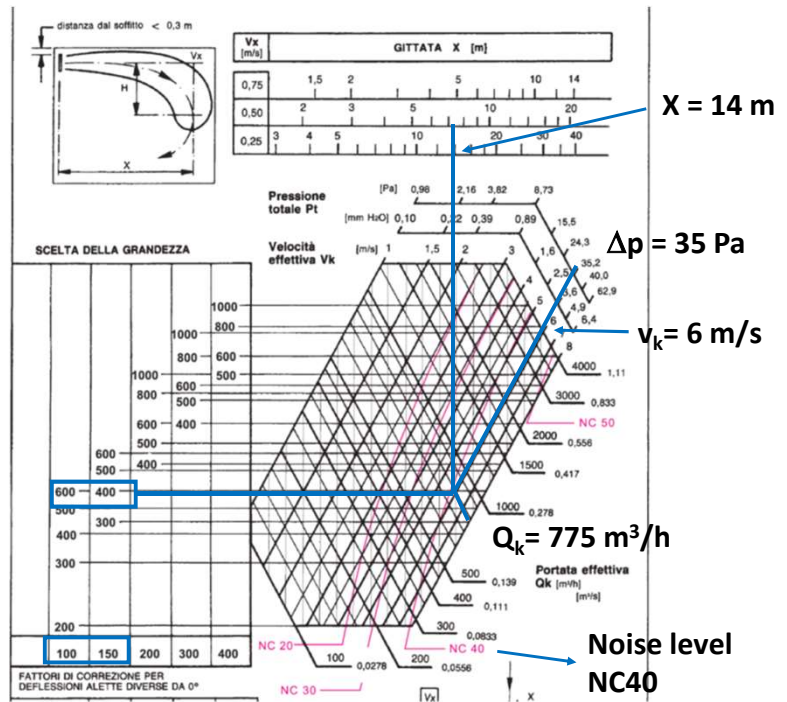 distanza dal soffitto < 0,3 m
Vx
H
X
Vx [m/s]
GITTATA X [m]
0,75
1,5 2 5 10 14
0,50
2 3 5 10 20
0,25
3 4 5 10 20 30 40
X = 14 m
Pressione totale Pt
[Pa] 0,98 2,16 3,82 8,73
15,5
24,3
35,2
40,0
62,9
[mm H2O] 0,10 0,22 0,39 0,89
1,6
2,5
3,6
4,9
6,4
Δp = 35 Pa
SCELTA DELLA GRANDEZZA
Velocità effettiva Vk
[m/s] 1 1,5 2 3
4
5
6
8
vk= 6 m/s
1000
1000 800
800 600
1000 600 500
800 500
600 400
600 500
500 400
600 400
500 300
400
300
200
100 150 200 300 400
4000 1,11
3000 0,833
NC 50
2000 0,556
1500 0,417
1000 0,278
Qk= 775 m³/h
500 0,139
Portata effettiva
Qk [m³/h]
[m³/s]
400 0,111
300 0,0833
NC 20
NC 40
100 0,0278
200 0,0556
NC 30
Noise level
NC40
FATTORI DI CORREZIONE PER
DEFLESSIONI ALETTE DIVERSE DA 0°
Vx
X